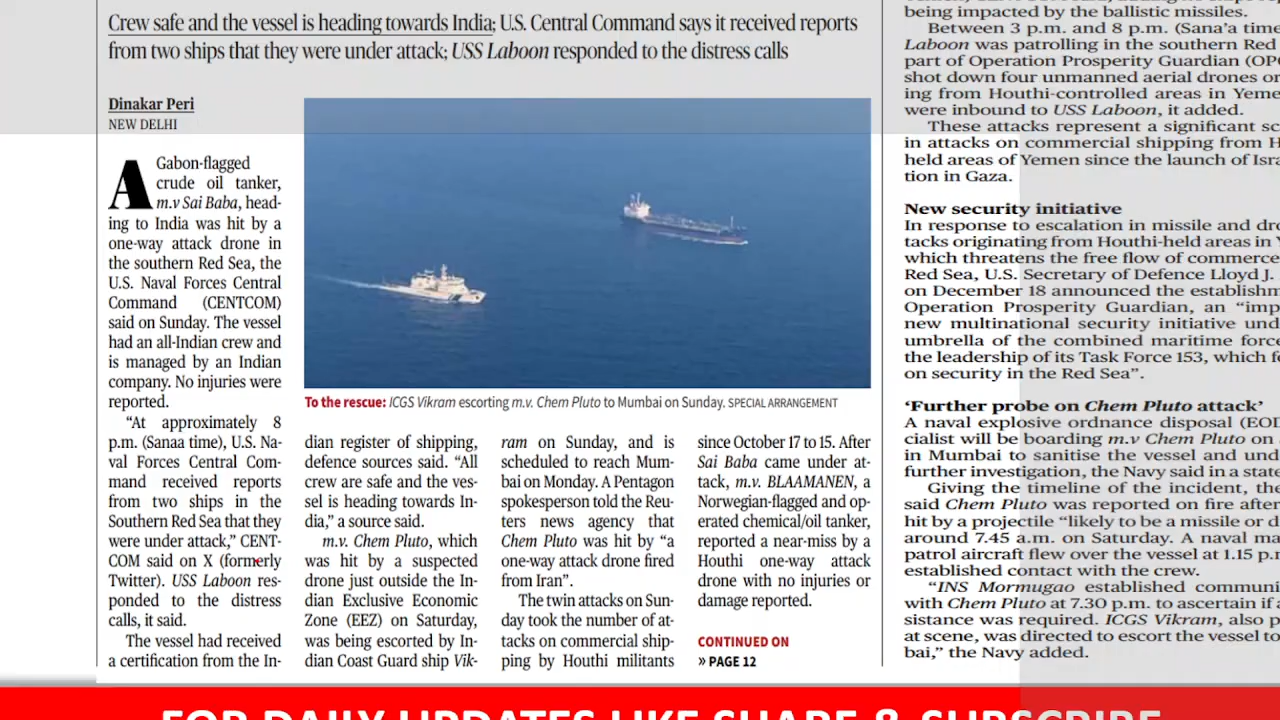 Crew safe and the vessel is heading towards India; U.S. Central Command says it received reports
from two ships that they were under attack; USS Laboon responded to the distress calls
Dinakar Peri
NEW DELHI
A Gabon-flagged
crude oil tanker,
m.v Sai Baba, head-
ing to India was hit by a
one-way attack drone in
the southern Red Sea, the
U.S. Naval Forces Central
Command (CENTCOM)
said on Sunday. The vessel
had an all-Indian crew and
is managed by an Indian
company. No injuries were
reported.
“At approximately 8
p.m. (Sanaa time), U.S. Na-
val Forces Central Com-
mand received reports
from two ships in the
Southern Red Sea that they
were under attack,” CENT-
COM said on X (formerly
Twitter). USS Laboon res-
ponded to the distress
calls, it said.
The vessel had received
a certification from the In-
To the rescue: ICGS Vikram escorting m.v. Chem Pluto to Mumbai on Sunday. SPECIAL ARRANGEMENT
dian register of shipping,
defence sources said. “All
crew are safe and the ves-
sel is heading towards In-
dia,” a source said.
m.v. Chem Pluto, which
was hit by a suspected
drone just outside the In-
dian Exclusive Economic
Zone (EEZ) on Saturday,
was being escorted by In-
dian Coast Guard ship Vik-
ram on Sunday, and is
scheduled to reach Mum-
bai on Monday. A Pentagon
spokesperson told the Reu-
ters news agency that
Chem Pluto was hit by “a
one-way attack drone fired
from Iran”.
The twin attacks on Sun-
day took the number of at-
tacks on commercial ship-
ping by Houthi militants
since October 17 to 15. After
Sai Baba came under at-
tack, m.v. BLAAMANEN, a
Norwegian-flagged and op-
erated chemical/oil tanker,
reported a near-miss by a
Houthi one-way attack
drone with no injuries or
damage reported.
CONTINUED ON
» PAGE 12
being impacted by the ballistic missiles.
Between 3 p.m. and 8 p.m. (Sana’a time
Laboon was patrolling in the southern Red
part of Operation Prosperity Guardian (OPG
shot down four unmanned aerial drones or
ing from Houthi-controlled areas in Yeme
were inbound to USS Laboon, it added.
These attacks represent a significant sc
in attacks on commercial shipping from H
held areas of Yemen since the launch of Isra
tion in Gaza.
New security initiative
In response to escalation in missile and dro
tacks originating from Houthi-held areas in Y
which threatens the free flow of commerce
Red Sea, U.S. Secretary of Defence Lloyd J.
on December 18 announced the establishm
Operation Prosperity Guardian, an “imp
new multinational security initiative und
umbrella of the combined maritime force
the leadership of its Task Force 153, which fo
on security in the Red Sea”.
‘Further probe on Chem Pluto attack’
A naval explosive ordnance disposal (EOD
cialist will be boarding m.v Chem Pluto on
in Mumbai to sanitise the vessel and und
further investigation, the Navy said in a state
Giving the timeline of the incident, the
said Chem Pluto was reported on fire after
hit by a projectile “likely to be a missile or d
around 7.45 a.m. on Saturday. A naval ma
patrol aircraft flew over the vessel at 1.15 p.m
established contact with the crew.
“INS Mormugao established communi
with Chem Pluto at 7.30 p.m. to ascertain if a
sistance was required. ICGS Vikram, also p
at scene, was directed to escort the vessel to
bai,” the Navy added.
FOR DAILY UPDATES LIKE SHARE & SUBSCRIBE